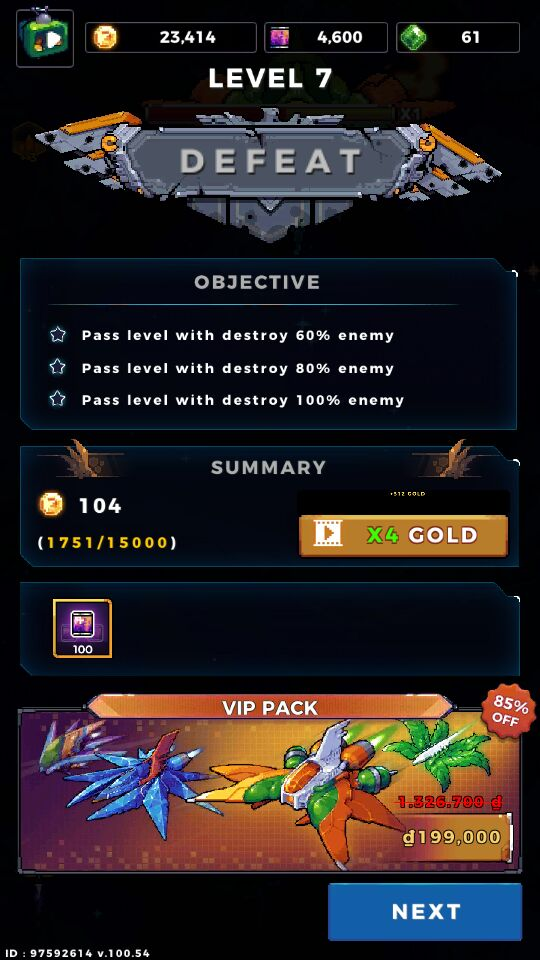 23,414
4,600
61
LEVEL 7
X1
DEFEAT
OBJECTIVE
Pass level with destroy 60% enemy
Pass level with destroy 80% enemy
Pass level with destroy 100% enemy
SUMMARY
104
(1751/15000)
+312 GOLD
X4 GOLD
100
VIP PACK
85%
OFF
1.326.700 ₫
₫199,000
NEXT
ID : 97592614 v.100.54